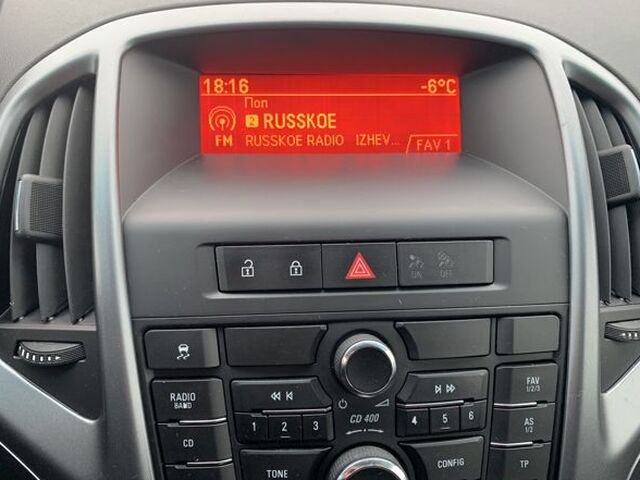 18:16 -6°C
Поп
2 RUSSKOE
FM RUSSKOE RADIO IZHEV... FAV 1
ON OFF
RADIO BAND
FAV 1/2/3
CD 400
1 2 3 4 5 6
CD
AS 1/2
TONE CONFIG TP